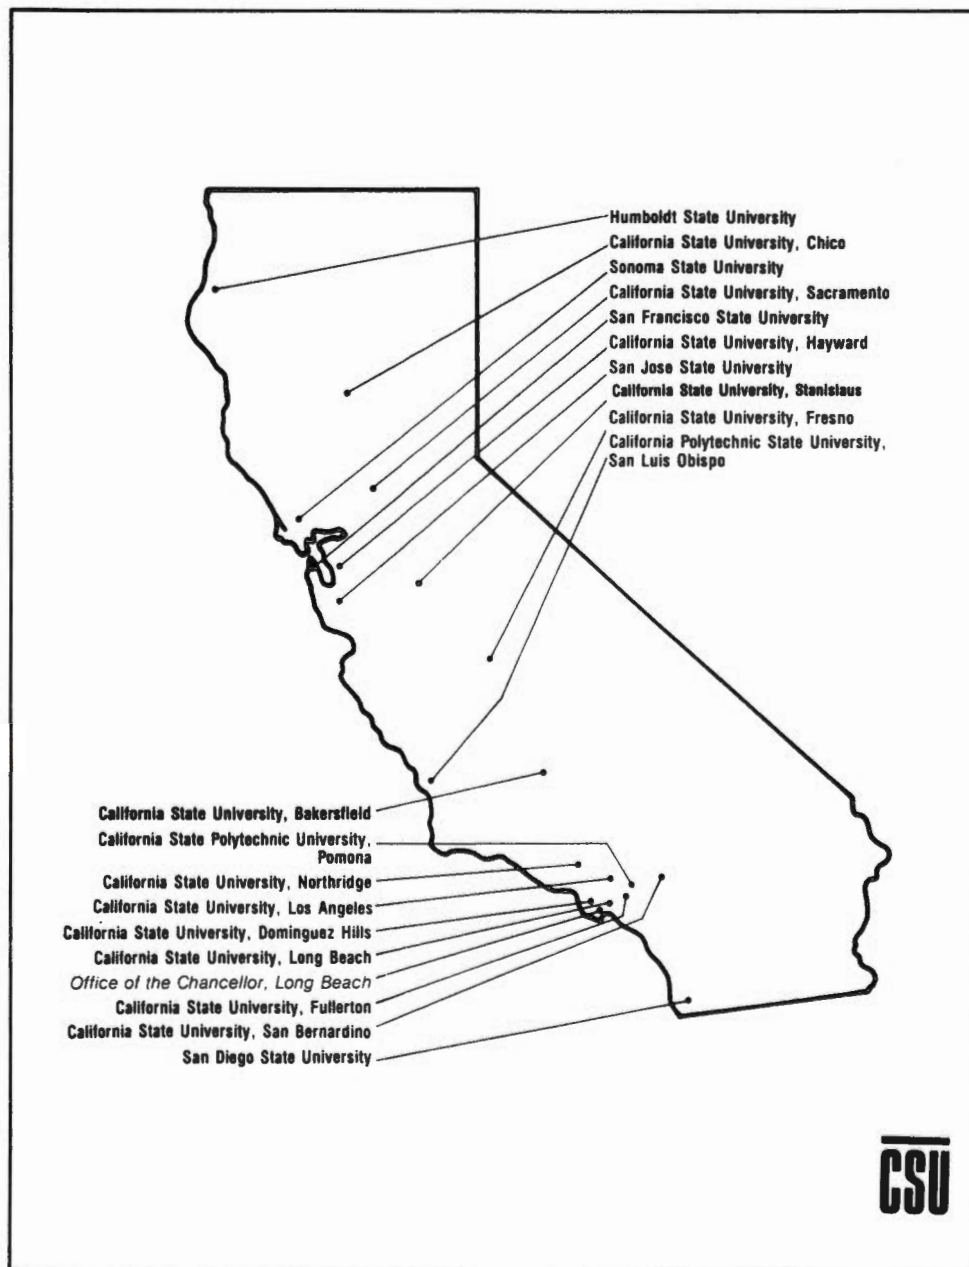 Humboldt State University
California State University, Chico
Sonoma State University
California State University, Sacramento
San Francisco State University
California State University, Hayward
San Jose State University
California State University, Stanislaus
California State University, Fresno
California Polytechnic State University,
San Luis Obispo
California State University, Bakersfield
California State Polytechnic University,
Pomona
California State University, Northridge
California State University, Los Angeles
California State University, Dominguez Hills
California State University, Long Beach
Office of the Chancellor, Long Beach
California State University, Fullerton
California State University, San Bernardino
San Diego State University
CSU